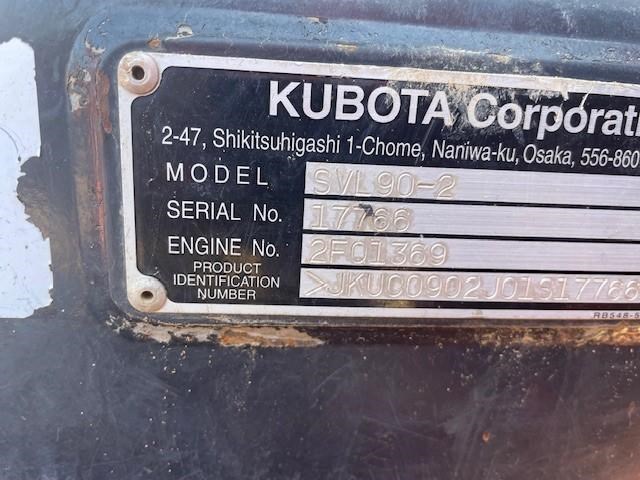 KUBOTA Corporati
2-47, Shikitsuhigashi 1-Chome, Naniwa-ku, Osaka, 556-860
MODEL SVL90-2
SERIAL No. 17766
ENGINE No. 2F01369
PRODUCT IDENTIFICATION NUMBER >JKUC0902J01S17766
RB548-5